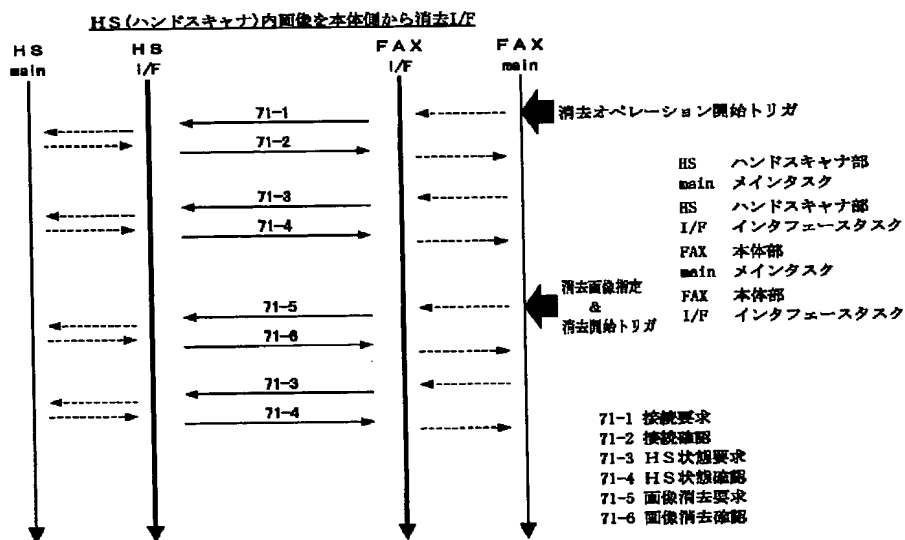 HS(ハンドスキャナ)内画像を本体側から消去I/F
HS
main
HS
I/F
FAX
I/F
FAX
main
71-1
消去オペレーション開始トリガ
71-2
71-3
71-4
HS ハンドスキャナ部
main メインタスク
HS ハンドスキャナ部
I/F インタフェースタスク
FAX 本体部
main メインタスク
FAX 本体部
I/F インタフェースタスク
消去画像指定
&
消去開始トリガ
71-5
71-6
71-3
71-4
71-1 接続要求
71-2 接続確認
71-3 HS状態要求
71-4 HS状態確認
71-5 画像消去要求
71-6 画像消去確認